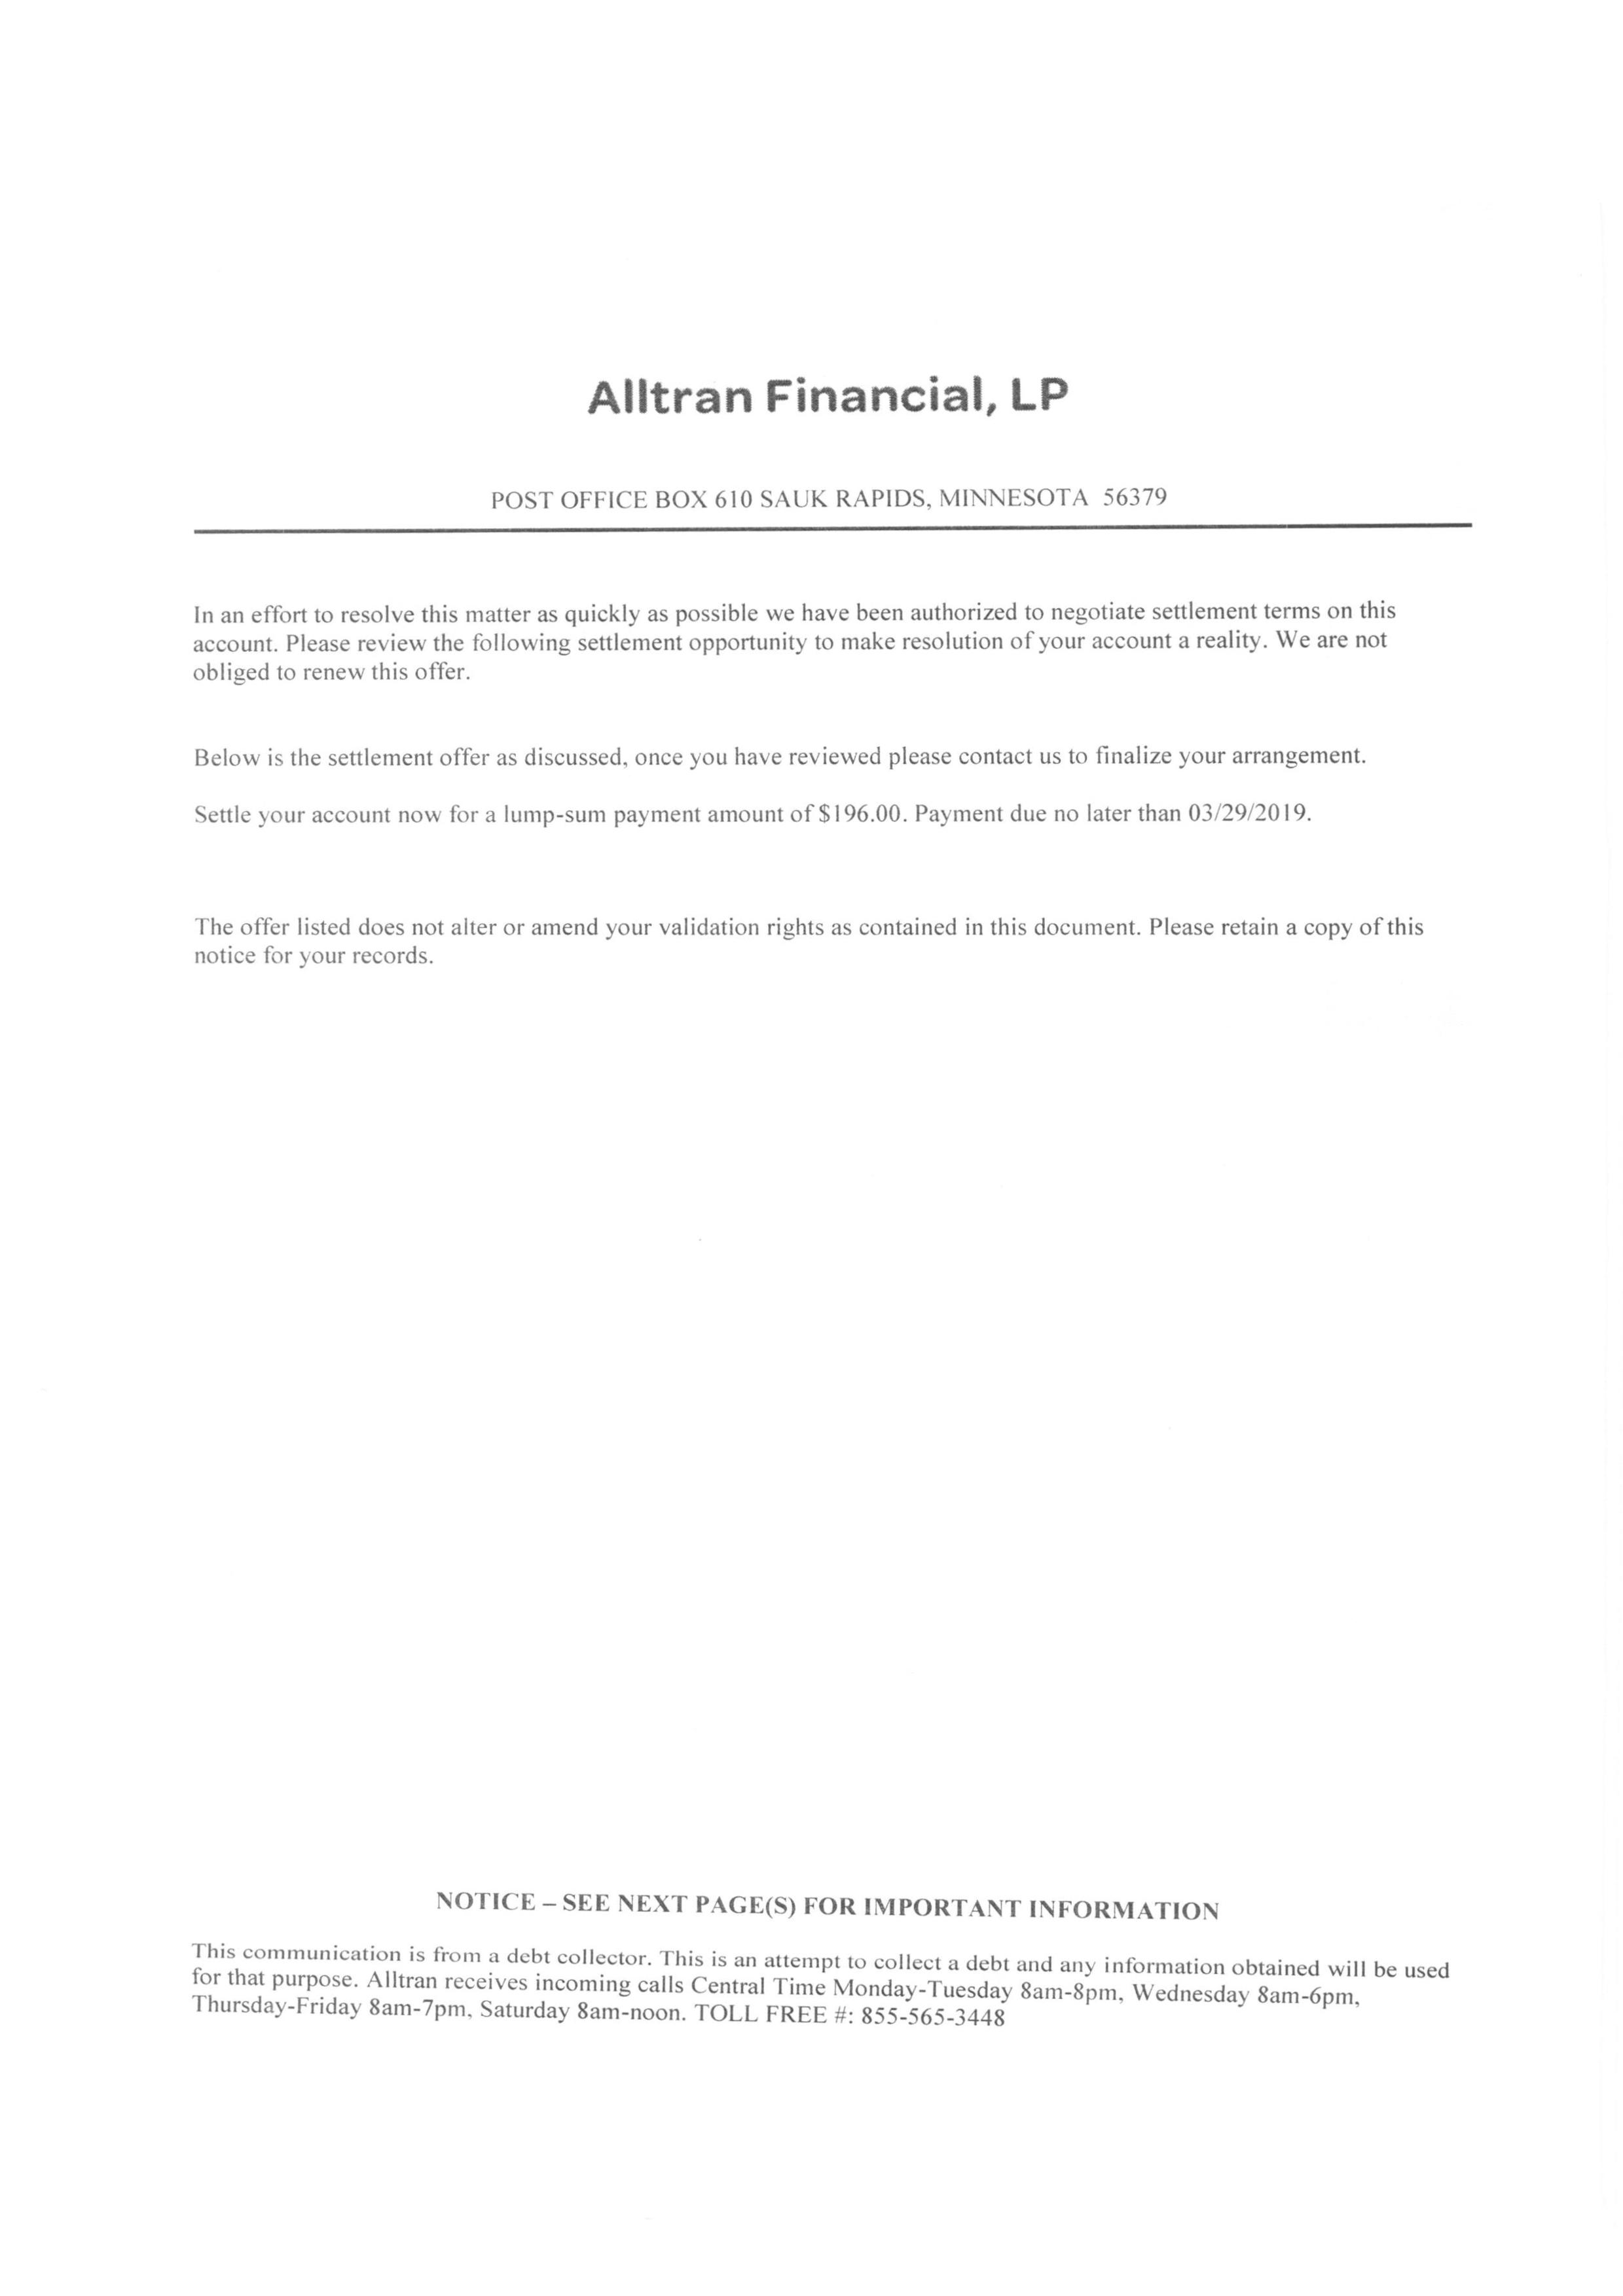 Alltran Financial, LP
POST OFFICE BOX 610 SAUK RAPIDS, MINNESOTA 56379
In an effort to resolve this matter as quickly as possible we have been authorized to negotiate settlement terms on this
account. Please review the following settlement opportunity to make resolution of your account a reality. We are not
obliged to renew this offer.
Below is the settlement offer as discussed, once you have reviewed please contact us to finalize your arrangement.
Settle your account now for a lump-sum payment amount of $196.00. Payment due no later than 03/29/2019.
The offer listed does not alter or amend your validation rights as contained in this document. Please retain a copy of this
notice for your records.
NOTICE – SEE NEXT PAGE(S) FOR IMPORTANT INFORMATION
This communication is from a debt collector. This is an attempt to collect a debt and any information obtained will be used
for that purpose. Alltran receives incoming calls Central Time Monday-Tuesday 8am-8pm, Wednesday 8am-6pm,
Thursday-Friday 8am-7pm, Saturday 8am-noon. TOLL FREE #: 855-565-3448